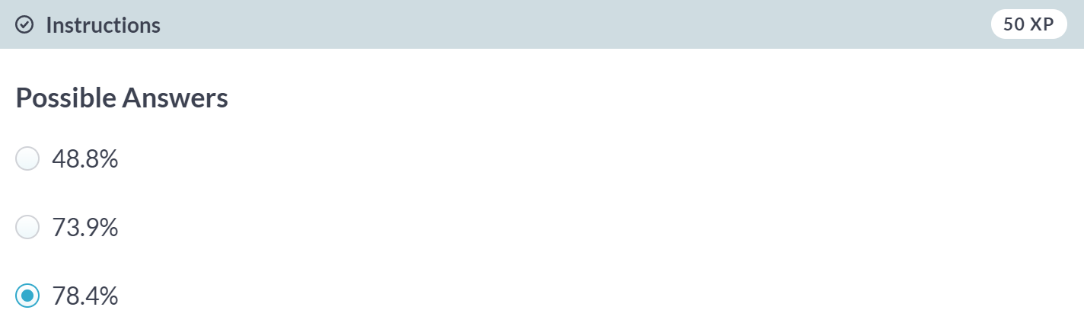 Instructions
50 XP
Possible Answers
48.8%
73.9%
78.4%